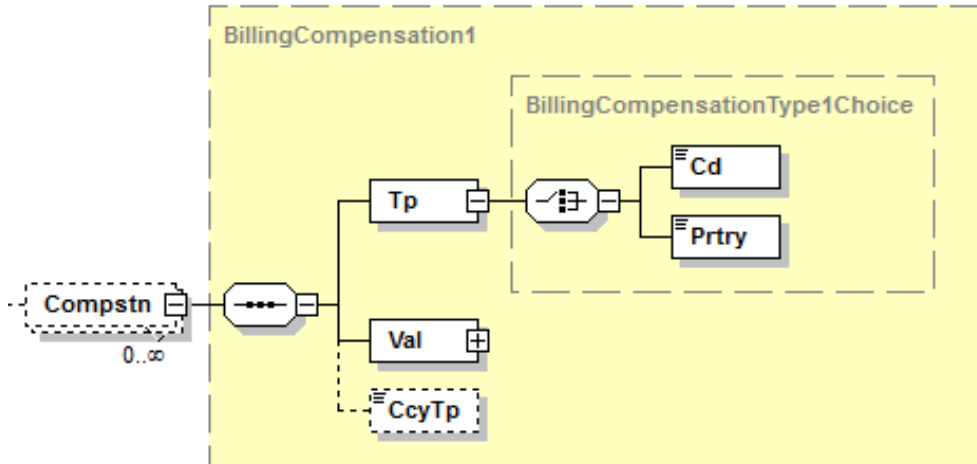 BillingCompensation1
BillingCompensationType1Choice
Cd
Tp
Prtry
Compstn
0..∞
Val
CcyTp